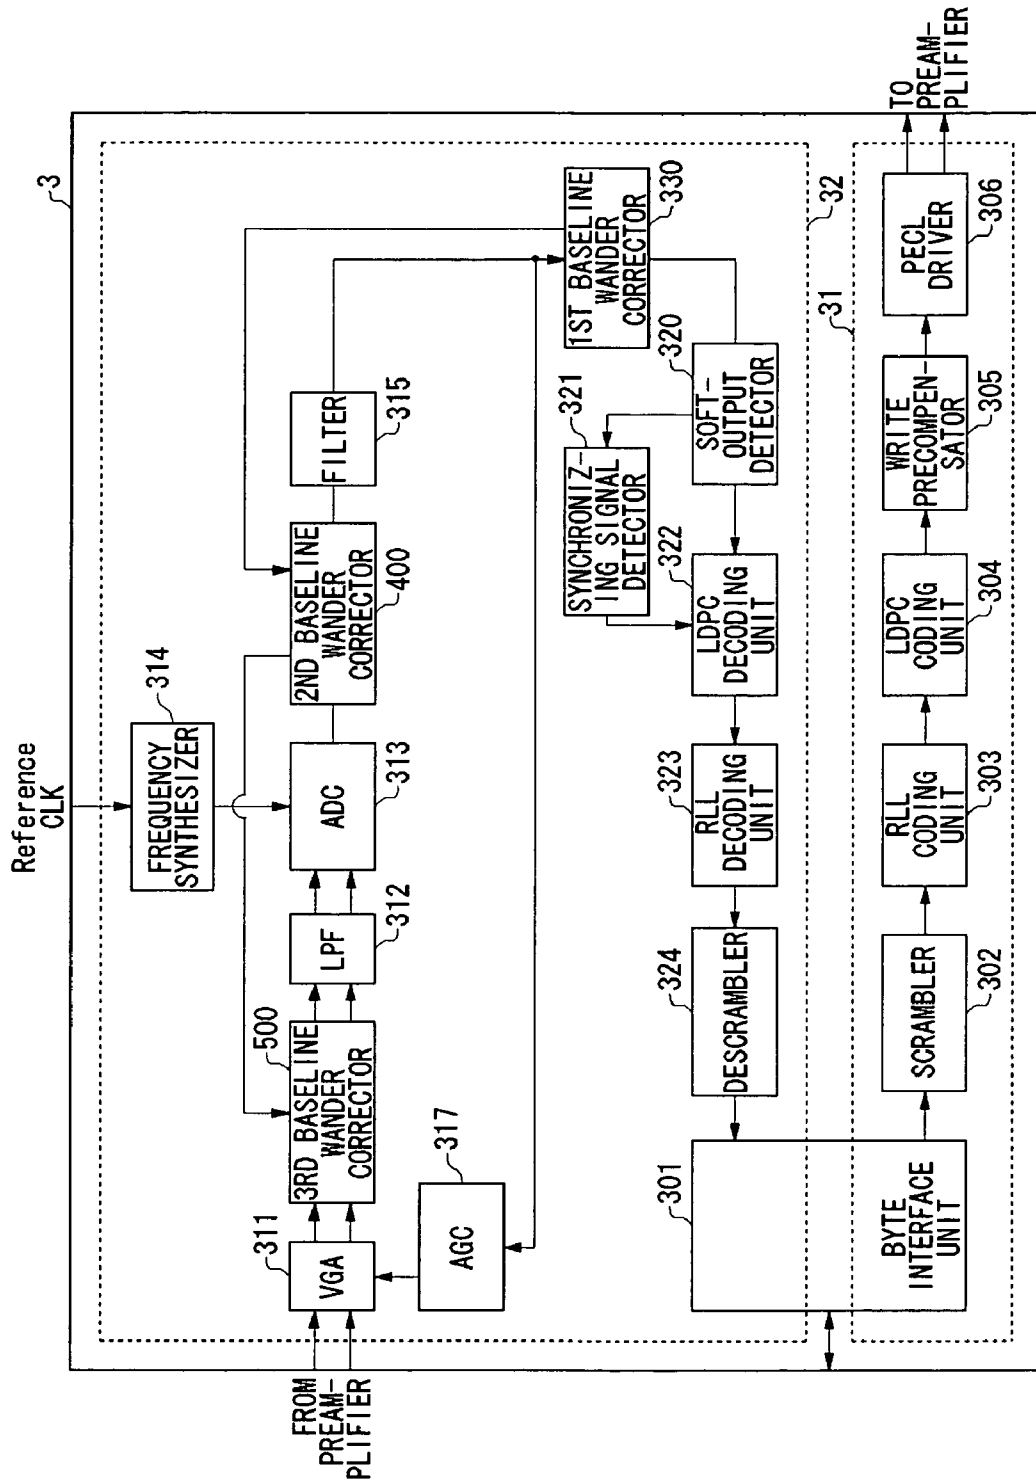 Reference
CLK
3
FREQUENCY
SYNTHESIZER
314
FROM
PREAM-
PLIFIER
VGA
311
3RD BASELINE
WANDER
CORRECTOR
500
LPF
312
ADC
313
2ND BASELINE
WANDER
CORRECTOR
400
FILTER
315
AGC
317
1ST BASELINE
WANDER
CORRECTOR
330
SOFT-
OUTPUT
DETECTOR
320
SYNCHRONIZ-
ING SIGNAL
DETECTOR
321
LDPC
DECODING
UNIT
322
RLL
DECODING
UNIT
323
DESCRAMBLER
324
32
BYTE
INTERFACE
UNIT
301
SCRAMBLER
302
RLL
CODING
UNIT
303
LDPC
CODING
UNIT
304
WRITE
PRECOMPEN-
SATOR
305
PECL
DRIVER
306
31
TO
PREAM-
PLIFIER